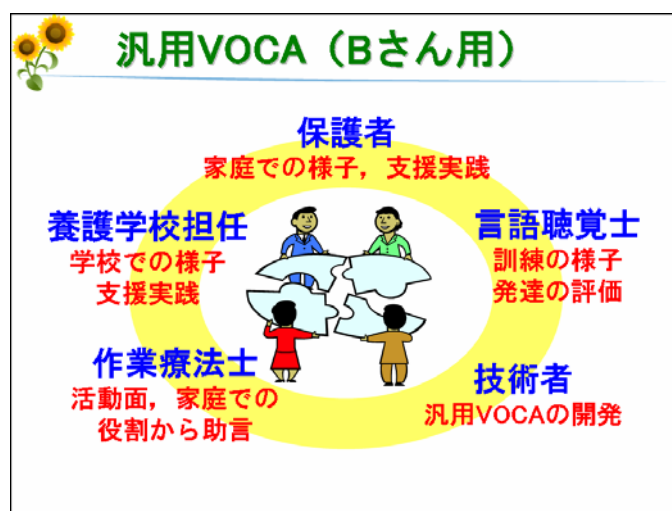 汎用VOCA（Bさん用）
保護者
家庭での様子，支援実践
養護学校担任
学校での様子
支援実践
言語聴覚士
訓練の様子
発達の評価
作業療法士
活動面，家庭での
役割から助言
技術者
汎用VOCAの開発